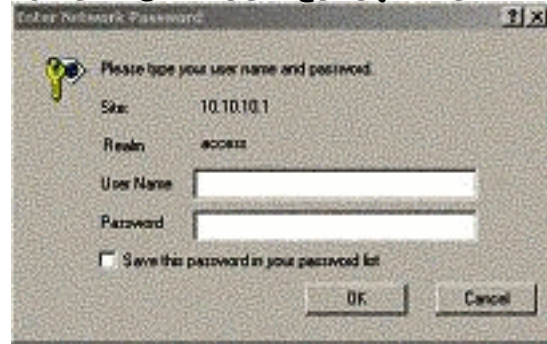 Enter Network Password
Please type your user name and password.
Site: 10.10.10.1
Realm access
User Name
Password
Save this password in your password list
OK Cancel